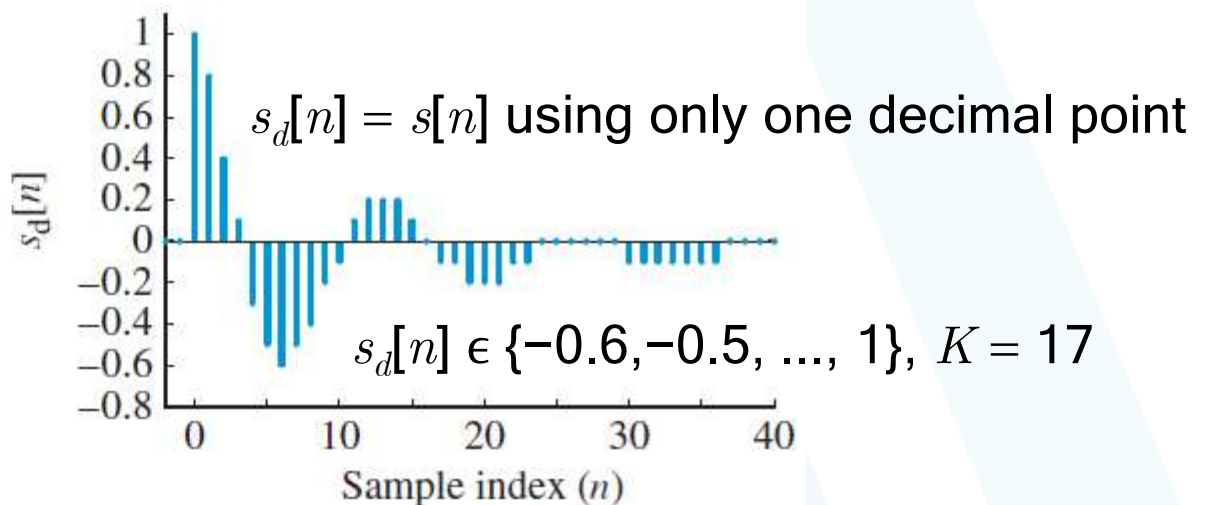 1
0.8
0.6
0.4
0.2
0
−0.2
−0.4
−0.6
−0.8
s_d[n]
s_d[n] = s[n] using only one decimal point
s_d[n] ϵ {−0.6,−0.5, ..., 1}, K = 17
0 10 20 30 40
Sample index (n)